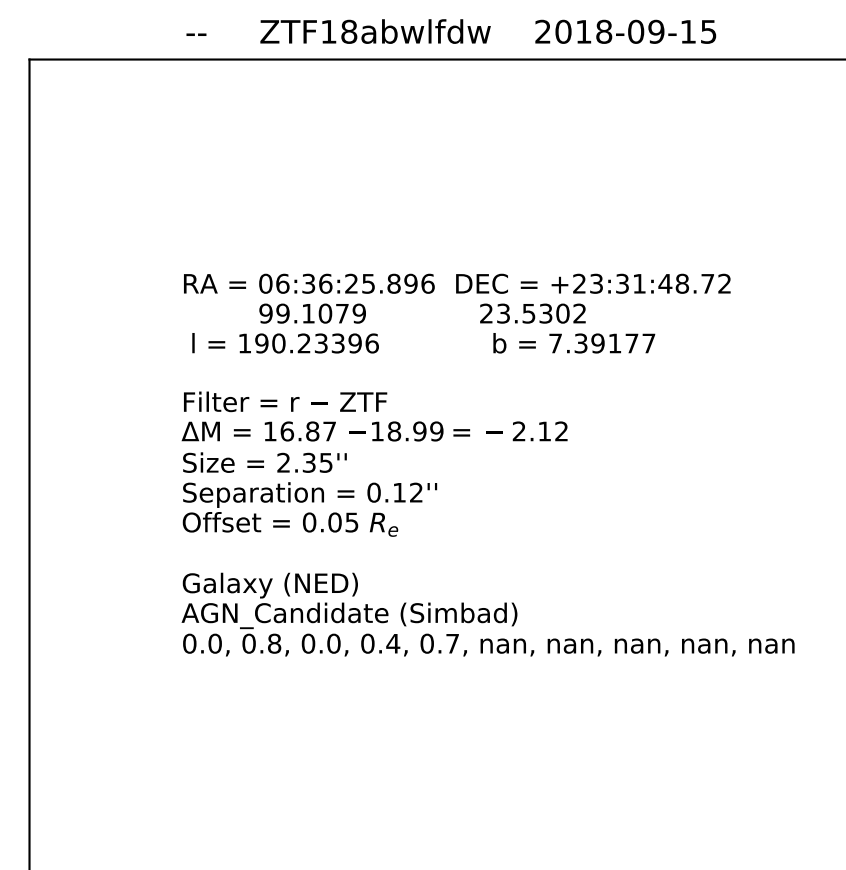 -- ZTF18abwlfdw 2018-09-15
RA = 06:36:25.896 DEC = +23:31:48.72
99.1079 23.5302
l = 190.23396 b = 7.39177
Filter = r − ZTF
ΔM = 16.87 −18.99 = − 2.12
Size = 2.35''
Separation = 0.12''
Offset = 0.05 Rₑ
Galaxy (NED)
AGN_Candidate (Simbad)
0.0, 0.8, 0.0, 0.4, 0.7, nan, nan, nan, nan, nan